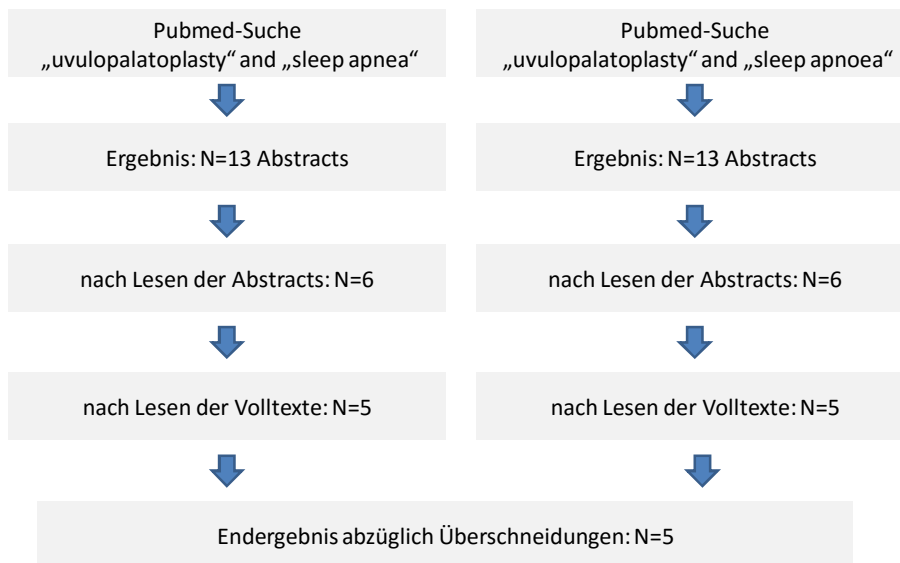 Pubmed-Suche
„uvulopalatoplasty“ and „sleep apnea“
Ergebnis: N=13 Abstracts
nach Lesen der Abstracts: N=6
nach Lesen der Volltexte: N=5
Pubmed-Suche
„uvulopalatoplasty“ and „sleep apnoea“
Ergebnis: N=13 Abstracts
nach Lesen der Abstracts: N=6
nach Lesen der Volltexte: N=5
Endergebnis abzüglich Überschneidungen: N=5